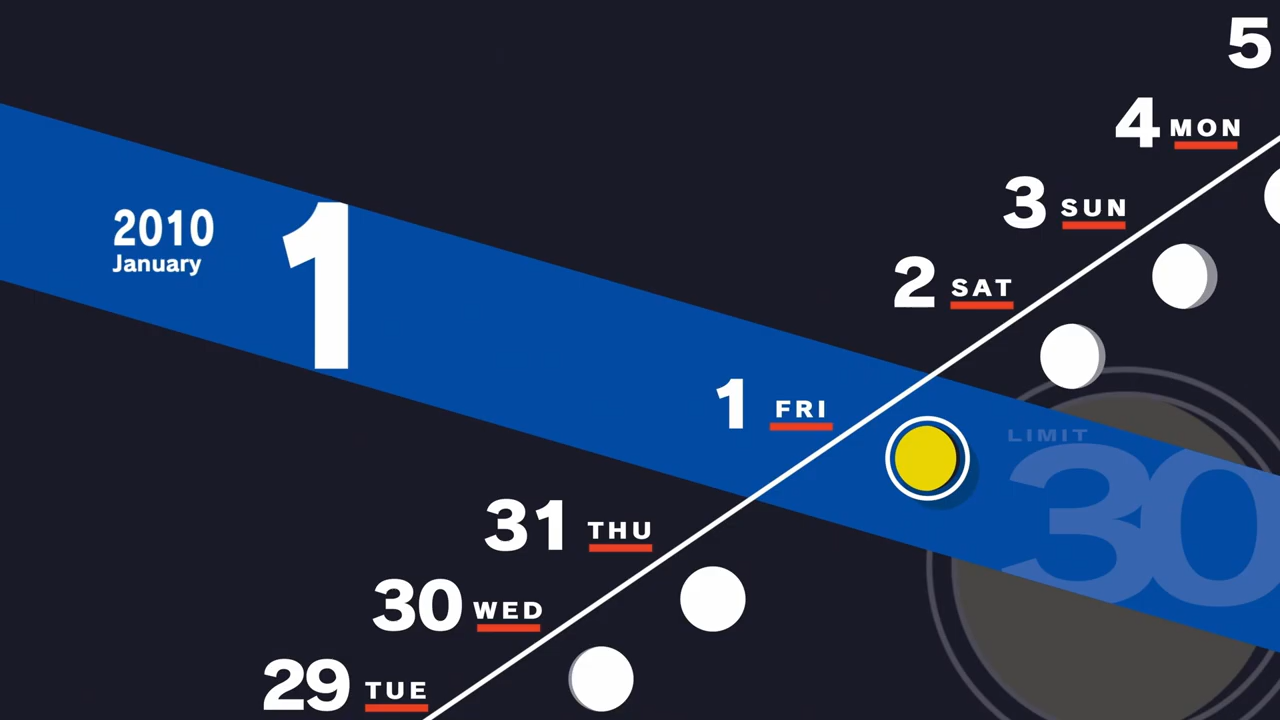 5
4 MON
3 SUN
2 SAT
2010
January
1
1 FRI
LIMIT
30
31 THU
30 WED
29 TUE